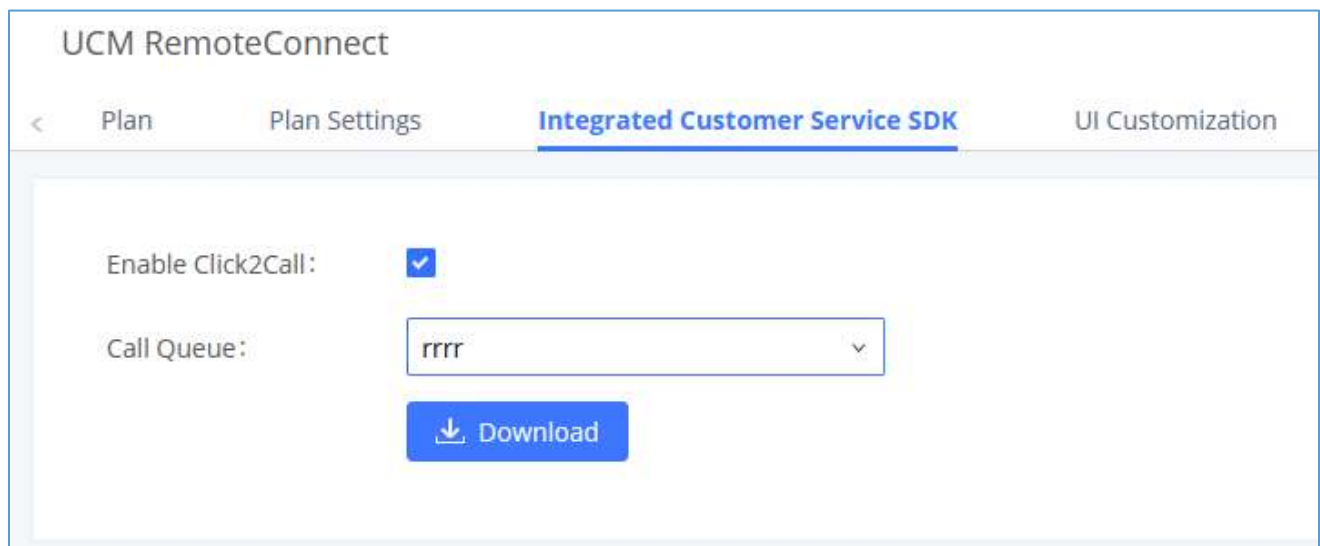 UCM RemoteConnect
Plan Plan Settings Integrated Customer Service SDK UI Customization
Enable Click2Call:
Call Queue: rrrr
Download